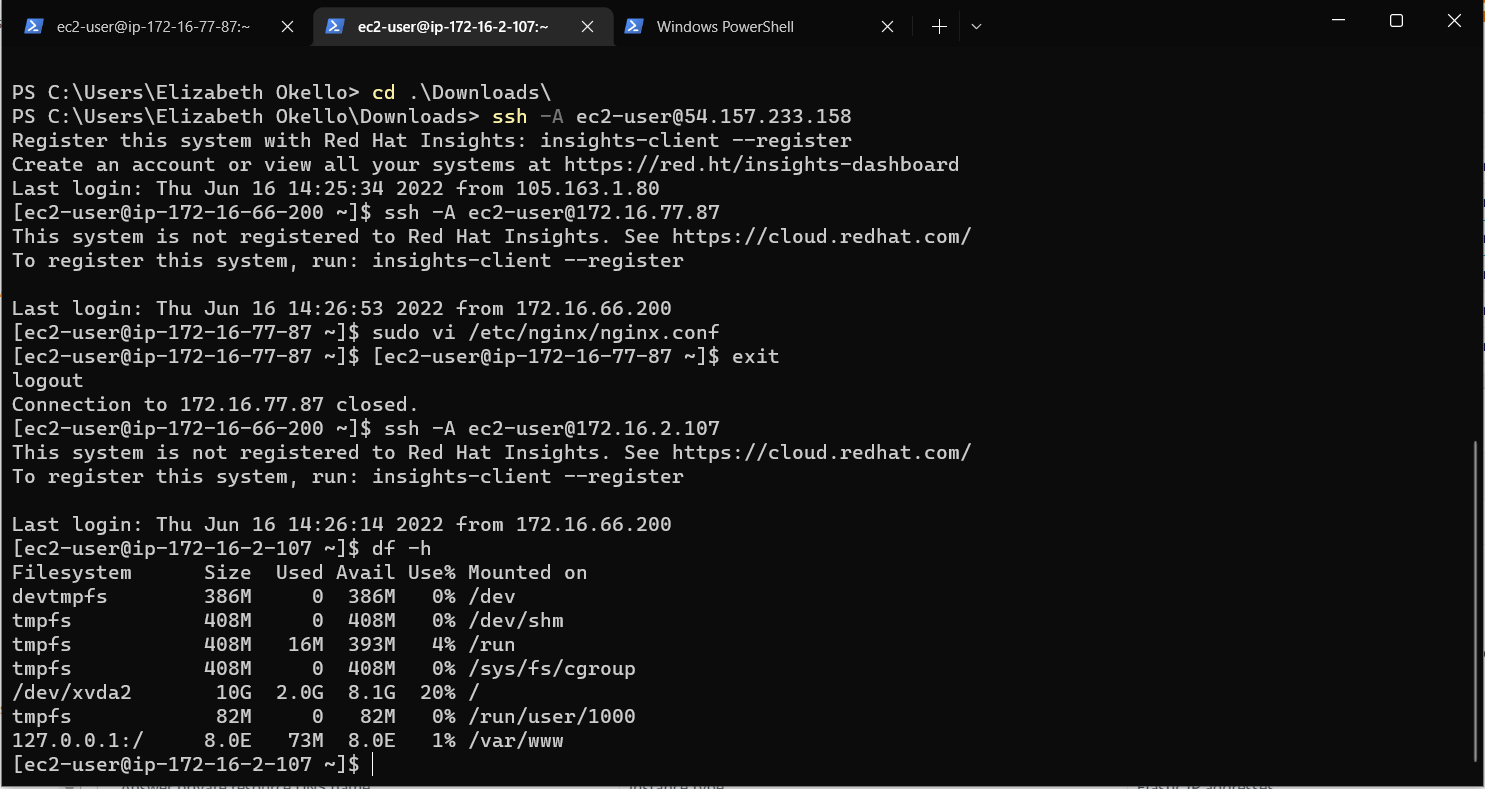 ec2-user@ip-172-16-77-87:~ ec2-user@ip-172-16-2-107:~ Windows PowerShell
PS C:\Users\Elizabeth Okello> cd .\Downloads\
PS C:\Users\Elizabeth Okello\Downloads> ssh -A ec2-user@54.157.233.158
Register this system with Red Hat Insights: insights-client --register
Create an account or view all your systems at https://red.ht/insights-dashboard
Last login: Thu Jun 16 14:25:34 2022 from 105.163.1.80
[ec2-user@ip-172-16-66-200 ~]$ ssh -A ec2-user@172.16.77.87
This system is not registered to Red Hat Insights. See https://cloud.redhat.com/
To register this system, run: insights-client --register
Last login: Thu Jun 16 14:26:53 2022 from 172.16.66.200
[ec2-user@ip-172-16-77-87 ~]$ sudo vi /etc/nginx/nginx.conf
[ec2-user@ip-172-16-77-87 ~]$ [ec2-user@ip-172-16-77-87 ~]$ exit
logout
Connection to 172.16.77.87 closed.
[ec2-user@ip-172-16-66-200 ~]$ ssh -A ec2-user@172.16.2.107
This system is not registered to Red Hat Insights. See https://cloud.redhat.com/
To register this system, run: insights-client --register
Last login: Thu Jun 16 14:26:14 2022 from 172.16.66.200
[ec2-user@ip-172-16-2-107 ~]$ df -h
Filesystem      Size  Used Avail Use% Mounted on
devtmpfs        386M     0  386M   0% /dev
tmpfs           408M     0  408M   0% /dev/shm
tmpfs           408M   16M  393M   4% /run
tmpfs           408M     0  408M   0% /sys/fs/cgroup
/dev/xvda2       10G  2.0G  8.1G  20% /
tmpfs            82M     0   82M   0% /run/user/1000
127.0.0.1:/     8.0E   73M  8.0E   1% /var/www
[ec2-user@ip-172-16-2-107 ~]$